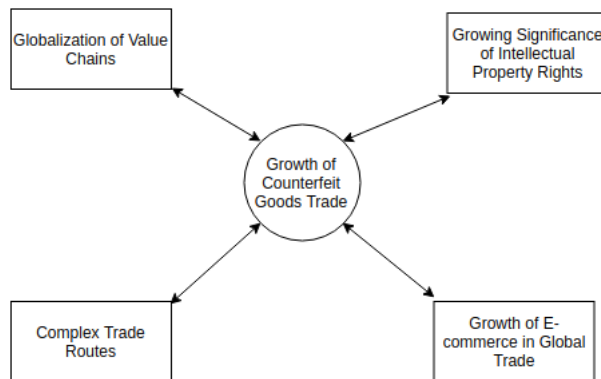 Globalization of Value
Chains
Growing Significance
of Intellectual
Property Rights
Growth of
Counterfeit
Goods Trade
Complex Trade
Routes
Growth of E-
commerce in Global
Trade